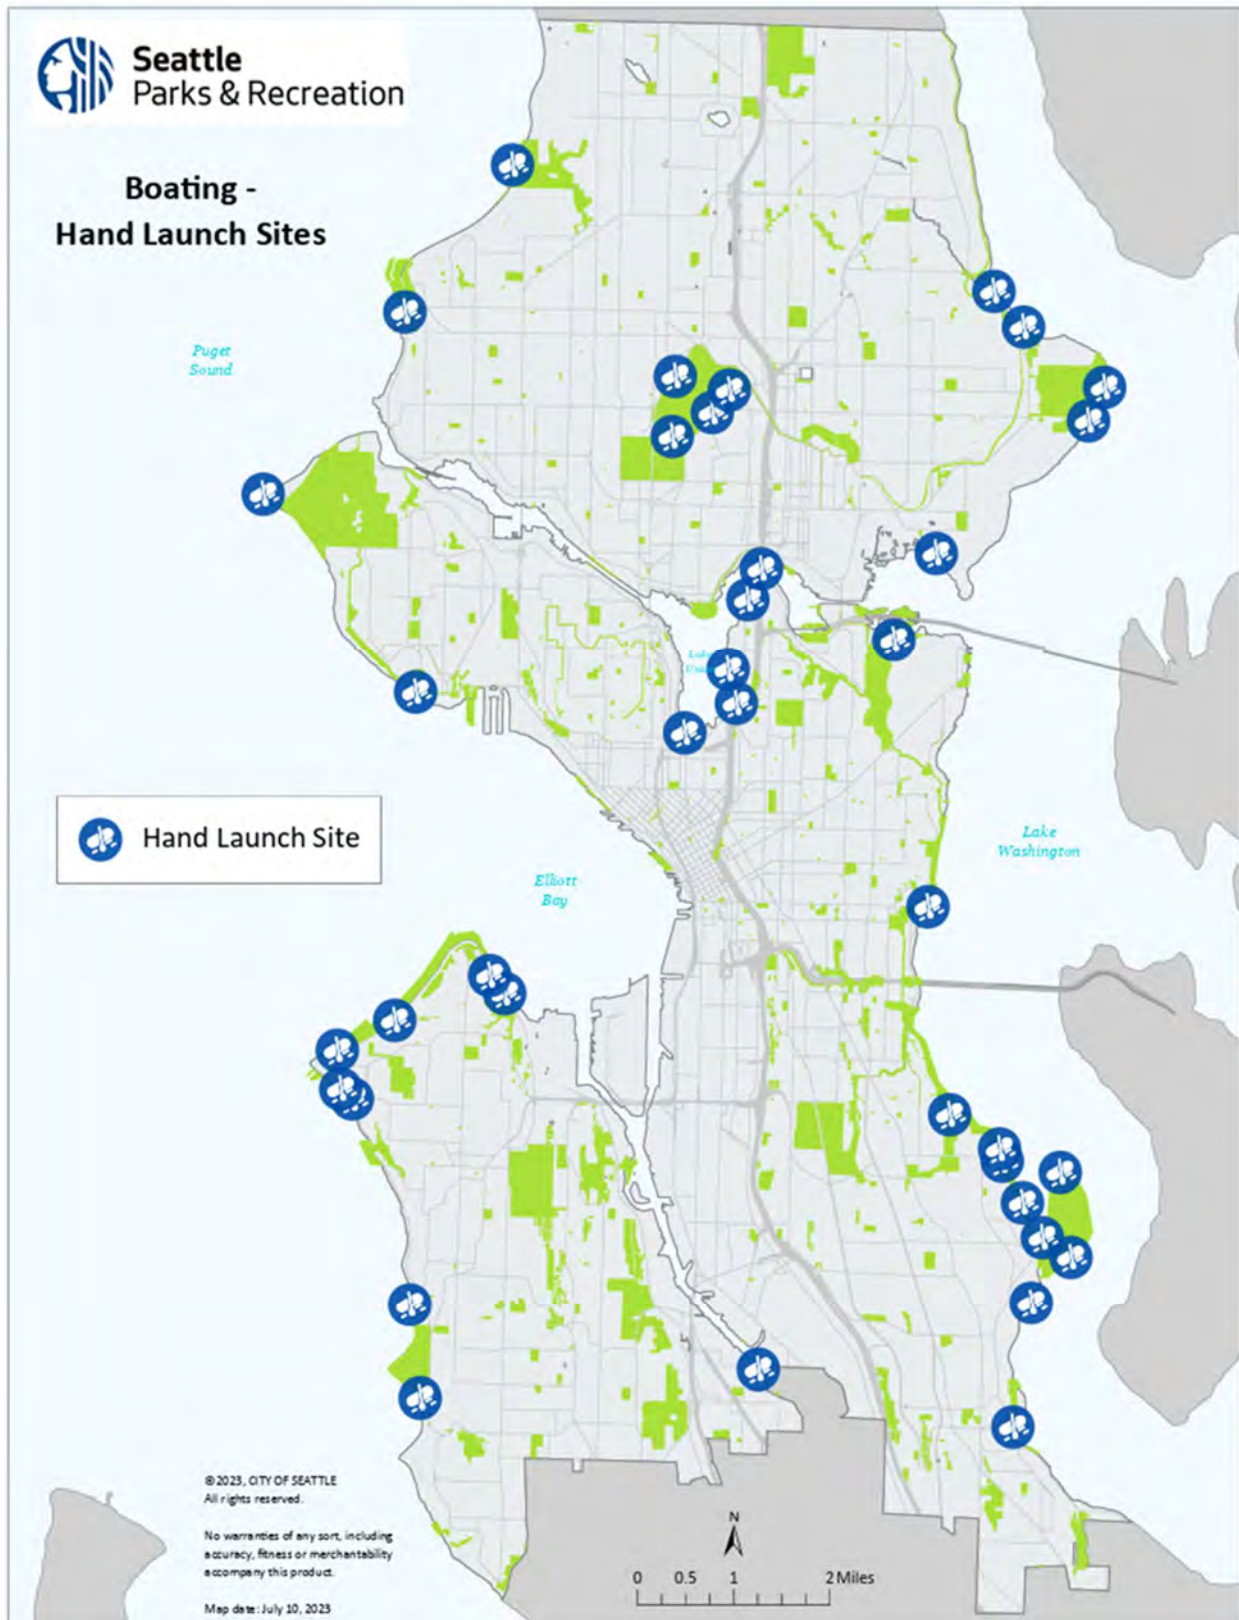 Seattle
Parks & Recreation
Boating -
Hand Launch Sites
Puget
Sound
Lake
Union
Hand Launch Site
Lake
Washington
Elliott
Bay
©2023, CITY OF SEATTLE
All rights reserved.
No warranties of any sort, including
accuracy, fitness or merchantability
accompany this product.
Map date: July 10, 2023
N
0 0.5 1 2 Miles